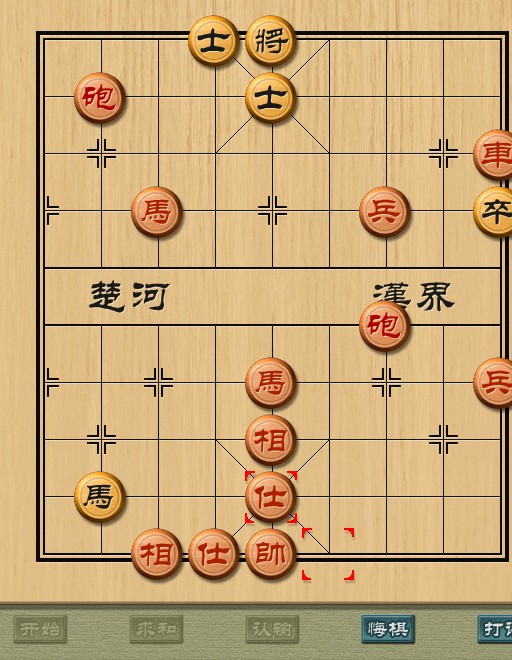 士 將
砲 士
車
馬 兵 卒
楚河 漢界
砲
馬 兵
相
馬 仕
相 仕 帥
开始 求和 认输 悔棋